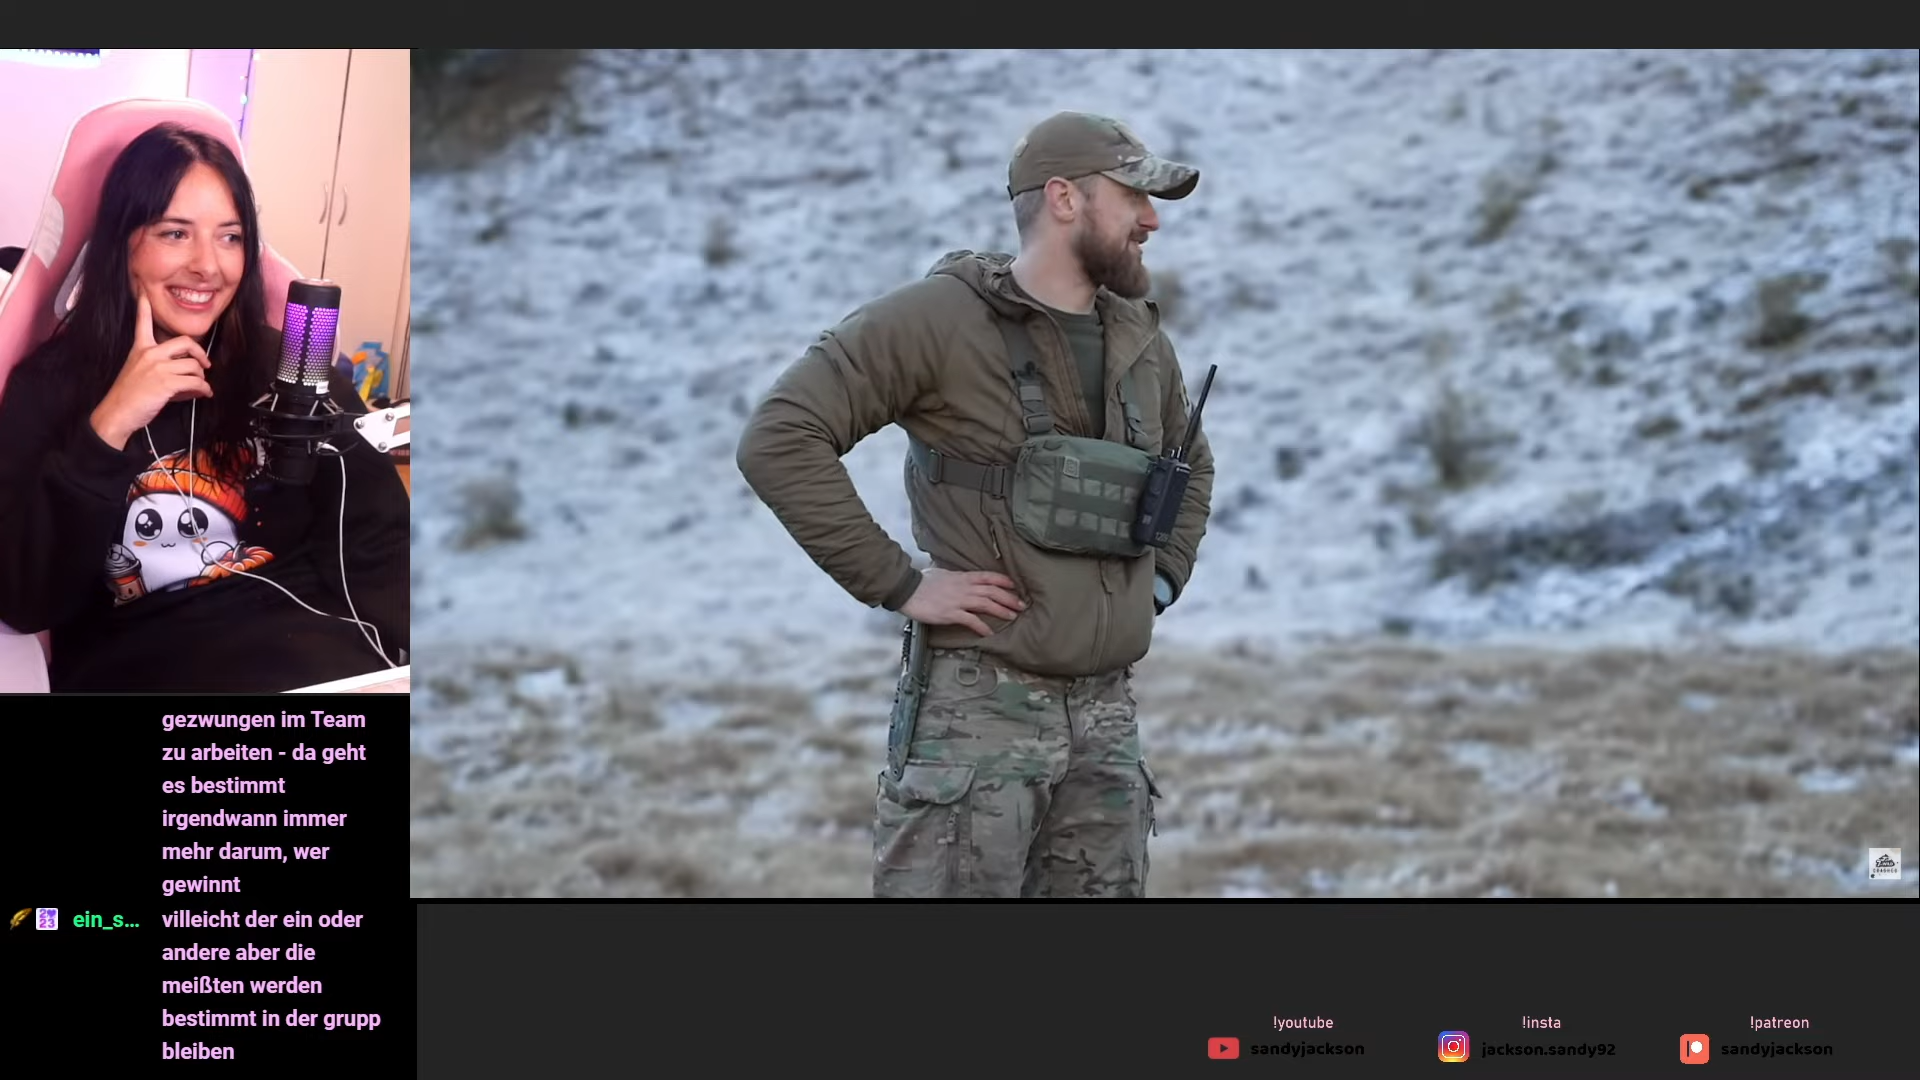 gezwungen im Team
zu arbeiten - da geht
es bestimmt
irgendwann immer
mehr darum, wer
gewinnt
ein_s... villeicht der ein oder
andere aber die
meißten werden
bestimmt in der grupp
bleiben
!youtube
sandyjackson
!insta
jackson.sandy92
!patreon
sandyjackson